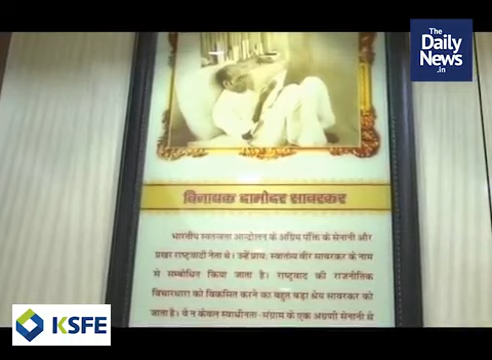 The
Daily
News
.in
विनायक दामोदर सावरकर
भारतीय स्वतन्त्रता आन्दोलन के अग्रिम पंक्ति के सेनानी और
प्रखर राष्ट्रवादी नेता थे। उन्हें प्रायः स्वातंत्र्य वीर सावरकर के नाम
से सम्बोधित किया जाता है। राष्ट्रवाद की राजनीतिक
विचारधारा को विकसित करने का बहुत बड़ा श्रेय सावरकर को
जाता है। वे न केवल स्वाधीनता-संग्राम के एक अग्रणी सेनानी थे
KSFE